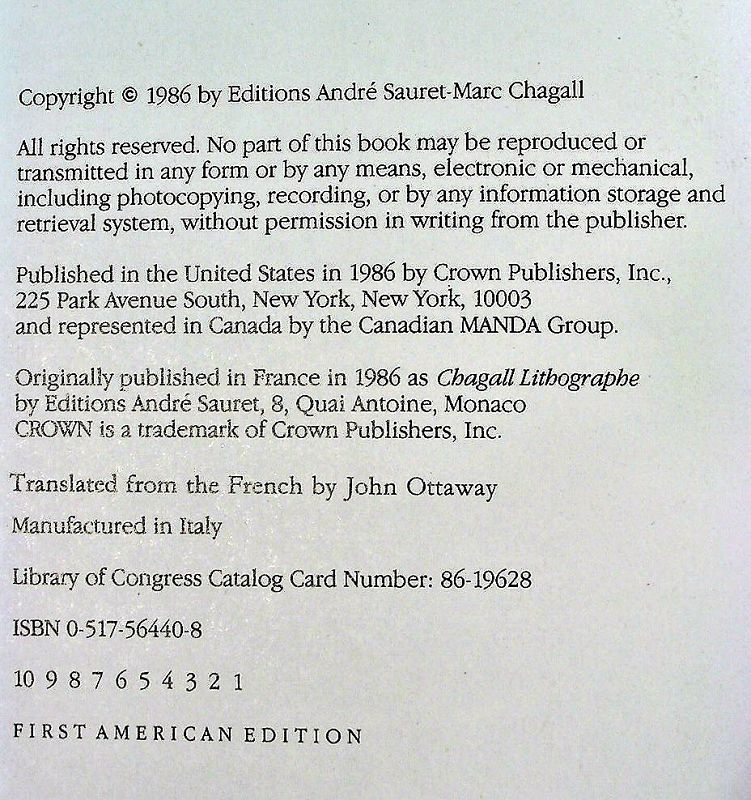 Copyright © 1986 by Editions André Sauret-Marc Chagall
All rights reserved. No part of this book may be reproduced or
transmitted in any form or by any means, electronic or mechanical,
including photocopying, recording, or by any information storage and
retrieval system, without permission in writing from the publisher.
Published in the United States in 1986 by Crown Publishers, Inc.,
225 Park Avenue South, New York, New York, 10003
and represented in Canada by the Canadian MANDA Group.
Originally published in France in 1986 as Chagall Lithographe
by Editions André Sauret, 8, Quai Antoine, Monaco
CROWN is a trademark of Crown Publishers, Inc.
Translated from the French by John Ottaway
Manufactured in Italy
Library of Congress Catalog Card Number: 86-19628
ISBN 0-517-56440-8
10 9 8 7 6 5 4 3 2 1
FIRST AMERICAN EDITION